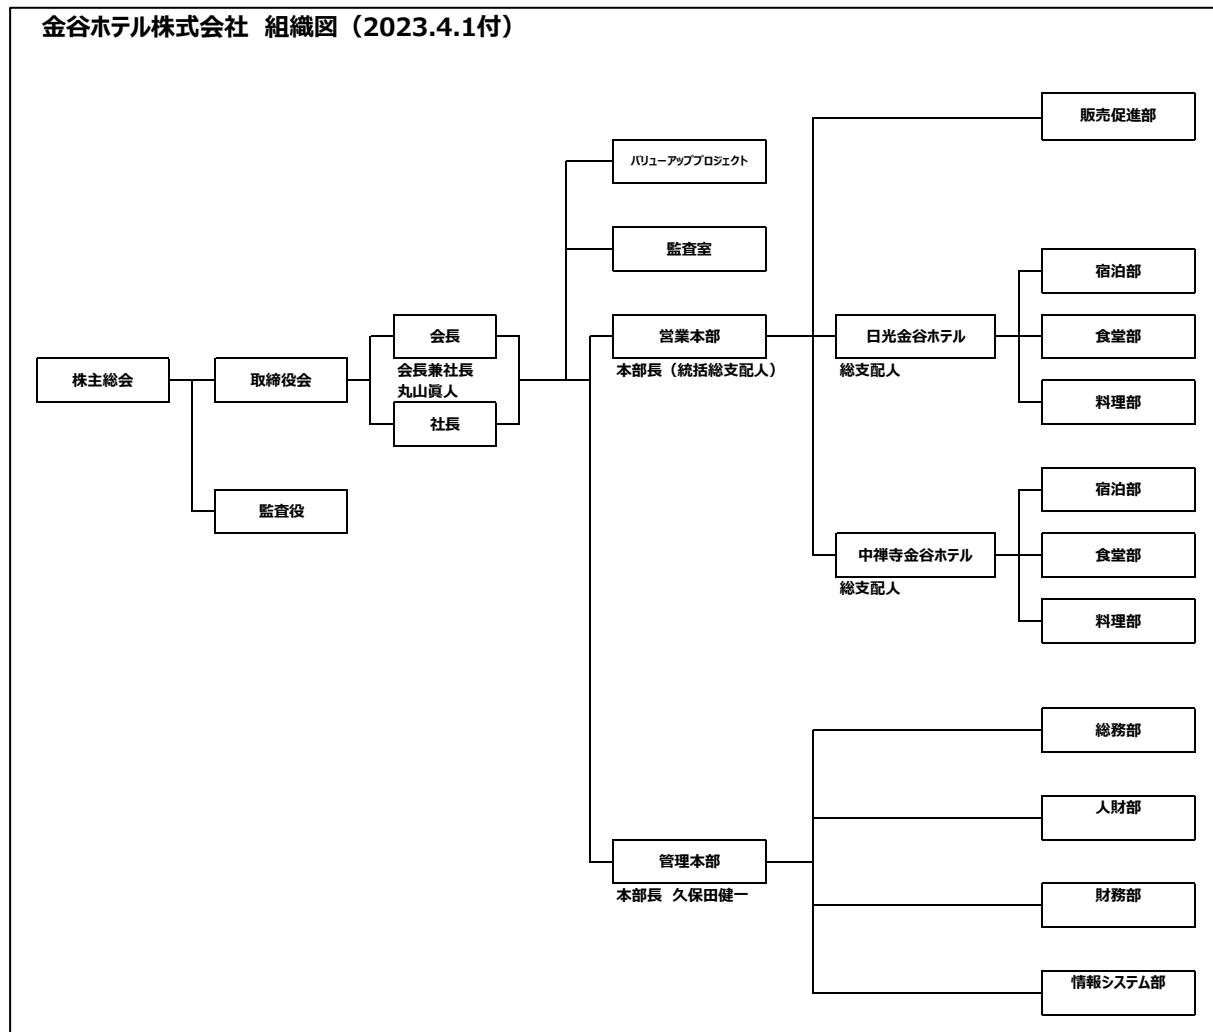 金谷ホテル株式会社 組織図（2023.4.1付）
販売促進部
バリューアッププロジェクト
監査室
宿泊部
会長
営業本部
日光金谷ホテル
食堂部
会長兼社長
丸山眞人
本部長（統括総支配人）
総支配人
株主総会
取締役会
料理部
社長
宿泊部
監査役
中禅寺金谷ホテル
食堂部
総支配人
料理部
総務部
人財部
管理本部
本部長 久保田健一
財務部
情報システム部